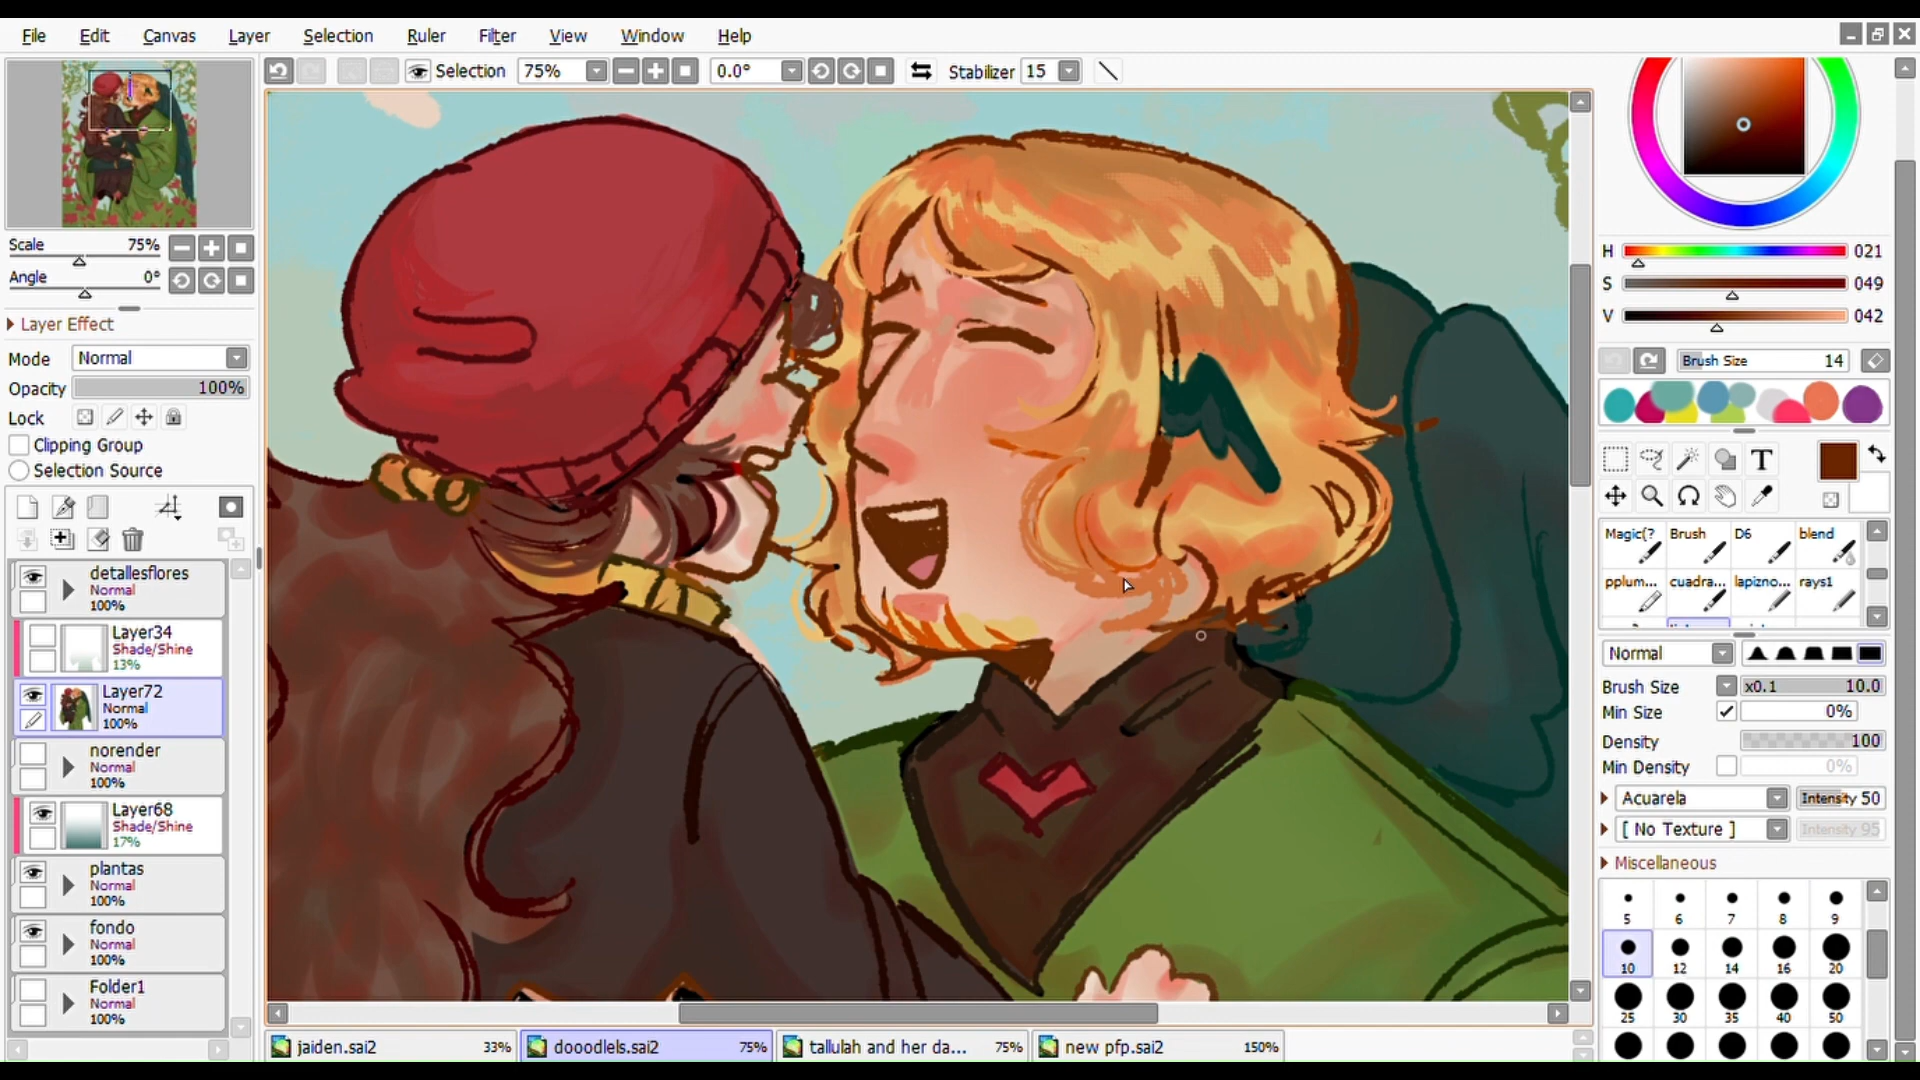 File Edit Canvas Layer Selection Ruler Filter View Window Help
Selection 75% 0.0° Stabilizer 15
Scale 75%
Angle 0°
Layer Effect
Mode Normal
Opacity 100%
Lock
Clipping Group
Selection Source
detallesflores
Normal
100%
Layer34
Shade/Shine
13%
Layer72
Normal
100%
norender
Normal
100%
Layer68
Shade/Shine
17%
plantas
Normal
100%
fondo
Normal
100%
Folder1
Normal
100%
jaiden.sai2 33% dooodlels.sai2 75% tallulah and her da... 75% new pfp.sai2 150%
H 021
S 049
V 042
Brush Size 14
T
Magic(? Brush D6 blend
pplum... cuadra... lapizno... rays1
Normal
Brush Size x0.1 10.0
Min Size 0%
Density 100
Min Density 0%
Acuarela Intensity 50
[ No Texture ] Intensity 95
Miscellaneous
5 6 7 8 9
10 12 14 16 20
25 30 35 40 50